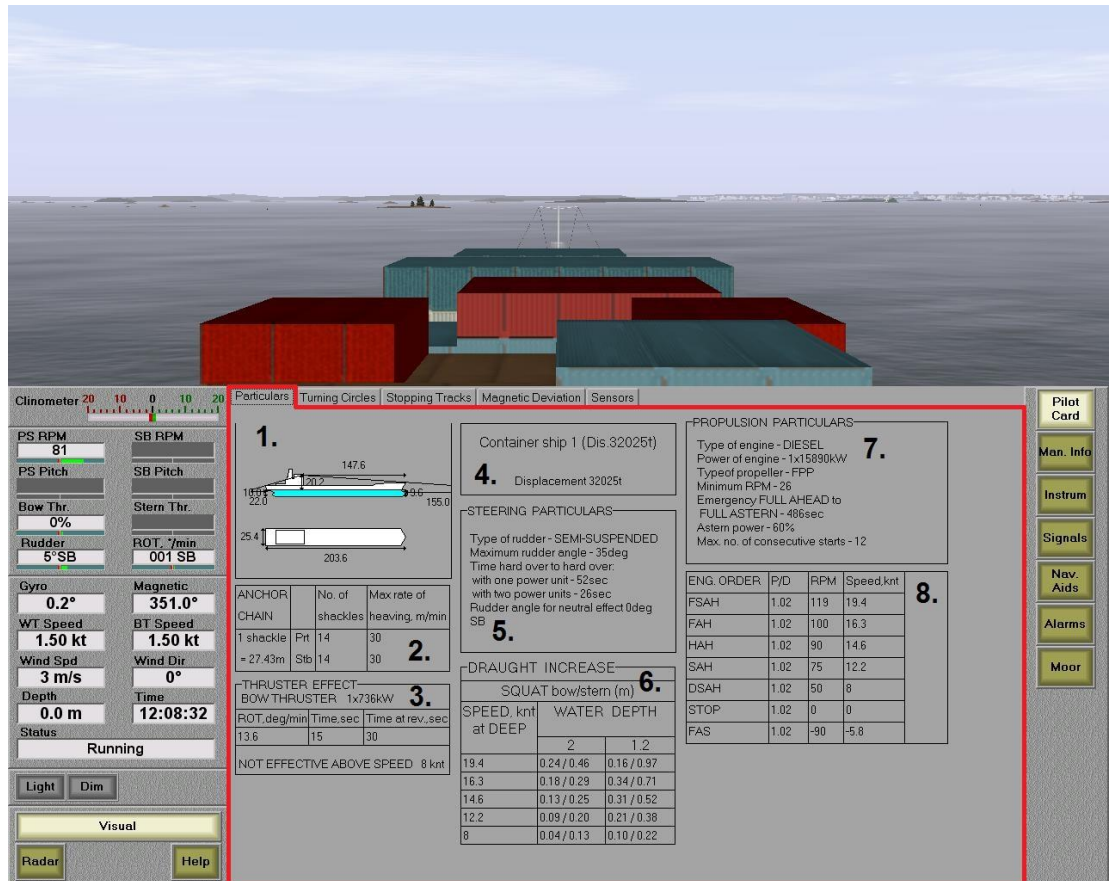 Clinometer 20 10 0 10 20
PS RPM SB RPM
81
PS Pitch SB Pitch
Bow Thr. Stern Thr.
0%
Rudder ROT, °/min
5°SB 001 SB
Gyro Magnetic
0.2° 351.0°
WT Speed BT Speed
1.50 kt 1.50 kt
Wind Spd Wind Dir
3 m/s 0°
Depth Time
0.0 m 12:08:32
Status
Running
Light Dim
Visual
Radar Help
Particulars Turning Circles Stopping Tracks Magnetic Deviation Sensors
1.
147.6
20.2
10.0 9.6
22.0 155.0
25.4
203.6
ANCHOR CHAIN No. of shackles Max rate of heaving, m/min
1 shackle Prt 14 30
= 27.43m Stb 14 30
2.
THRUSTER EFFECT
BOW THRUSTER 1x736kW
3.
ROT,deg/min Time,sec Time at rev.,sec
13.6 15 30
NOT EFFECTIVE ABOVE SPEED 8 knt
Container ship 1 (Dis.32025t)
4.
Displacement 32025t
STEERING PARTICULARS
Type of rudder - SEMI-SUSPENDED
Maximum rudder angle - 35deg
Time hard over to hard over:
with one power unit - 52sec
with two power units - 26sec
Rudder angle for neutral effect 0deg
SB
5.
DRAUGHT INCREASE
SQUAT bow/stern (m)
6.
SPEED, knt at DEEP WATER DEPTH
2 1.2
19.4 0.24 / 0.46 0.16 / 0.97
16.3 0.18 / 0.29 0.34 / 0.71
14.6 0.13 / 0.25 0.31 / 0.52
12.2 0.09 / 0.20 0.21 / 0.38
8 0.04 / 0.13 0.10 / 0.22
PROPULSION PARTICULARS
7.
Type of engine - DIESEL
Power of engine - 1x15890kW
Typeof propeller - FPP
Minimum RPM - 26
Emergency FULL AHEAD to
FULL ASTERN - 486sec
Astern power - 60%
Max. no. of consecutive starts - 12
ENG. ORDER P/D RPM Speed,knt
8.
FSAH 1.02 119 19.4
FAH 1.02 100 16.3
HAH 1.02 90 14.6
SAH 1.02 75 12.2
DSAH 1.02 50 8
STOP 1.02 0 0
FAS 1.02 -90 -5.8
Pilot
Card
Man. Info
Instrum
Signals
Nav.
Aids
Alarms
Moor